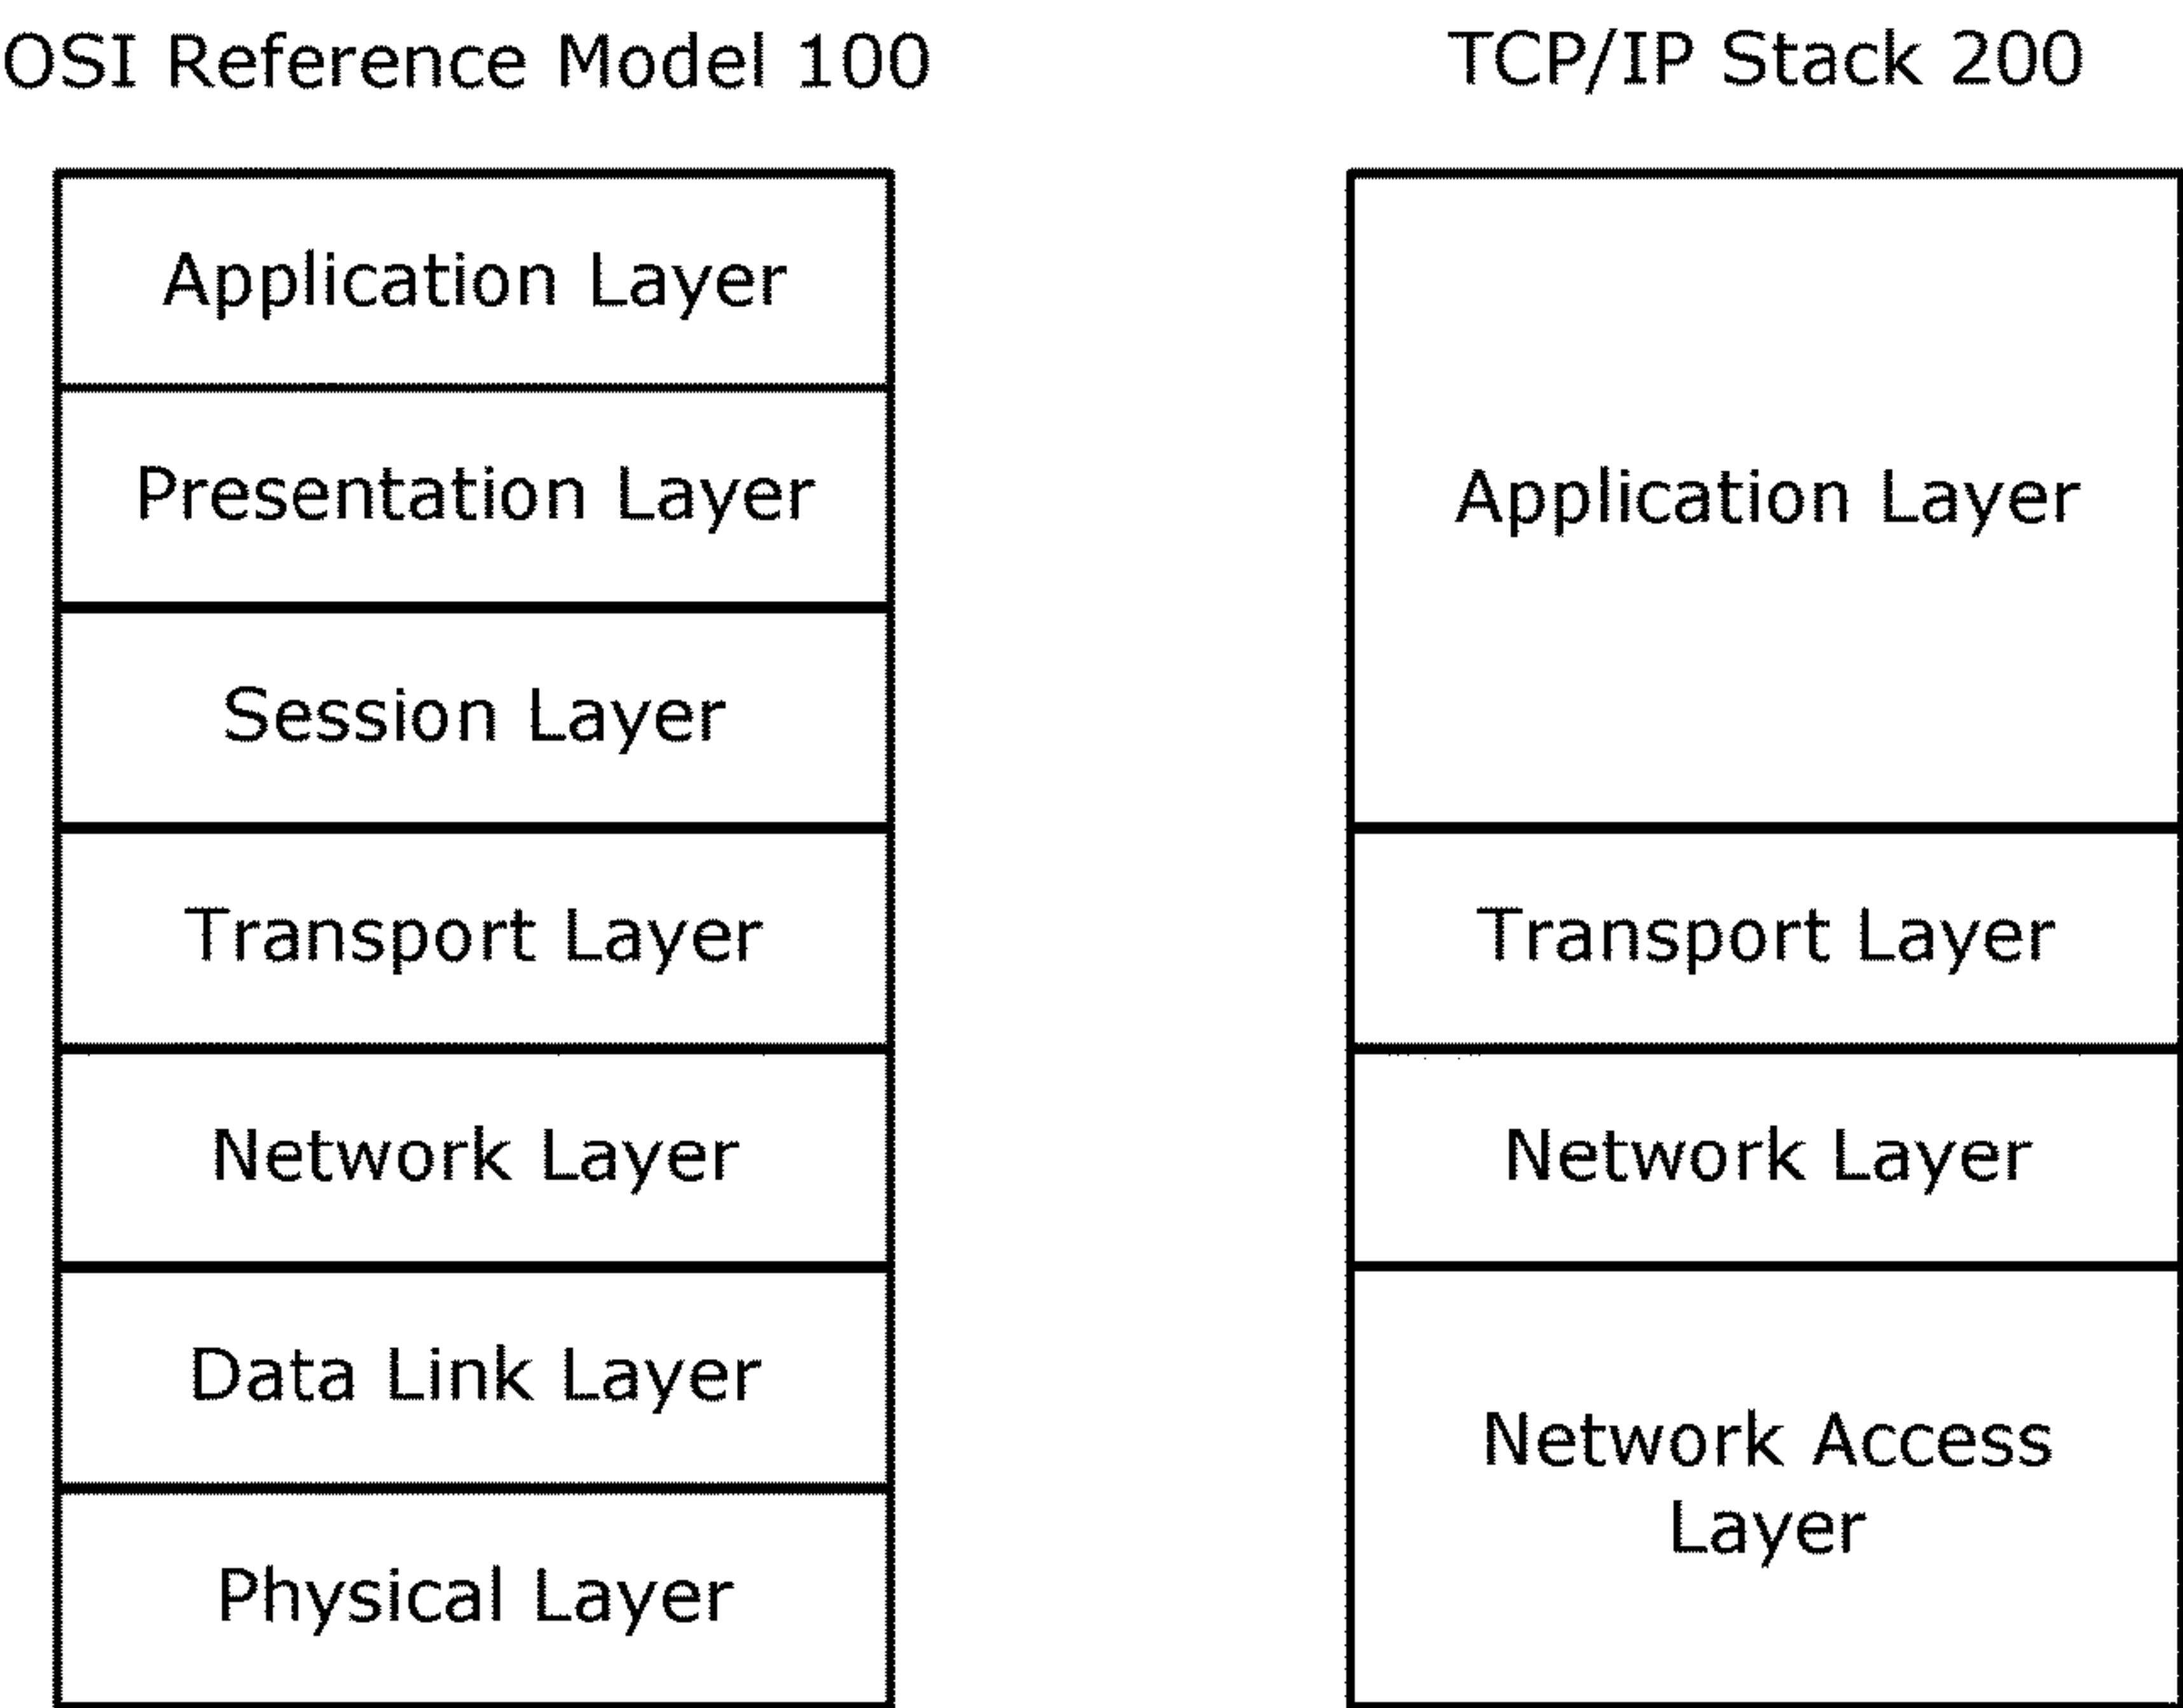 OSI Reference Model 100
Application Layer
Presentation Layer
Session Layer
Transport Layer
Network Layer
Data Link Layer
Physical Layer
TCP/IP Stack 200
Application Layer
Transport Layer
Network Layer
Network Access
Layer